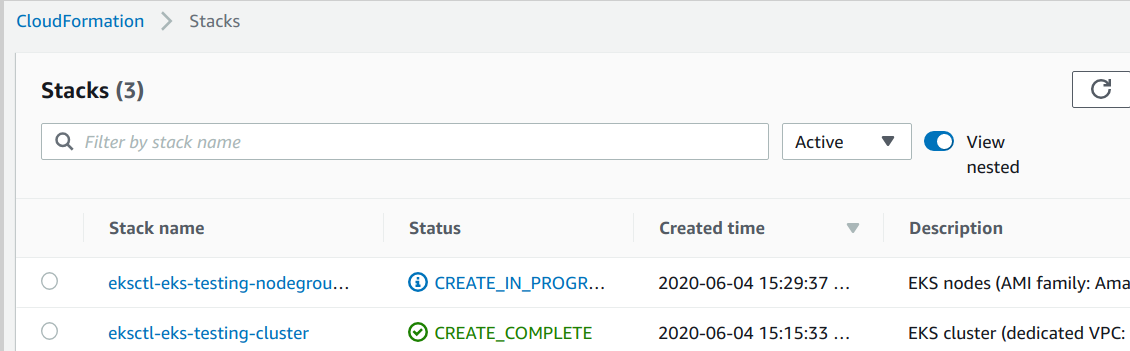 CloudFormation > Stacks
Stacks (3)
Filter by stack name
Active
View
nested
Stack name Status Created time Description
eksctl-eks-testing-nodegrou... CREATE_IN_PROGR... 2020-06-04 15:29:37 ... EKS nodes (AMI family: Ama
eksctl-eks-testing-cluster CREATE_COMPLETE 2020-06-04 15:15:33 ... EKS cluster (dedicated VPC: